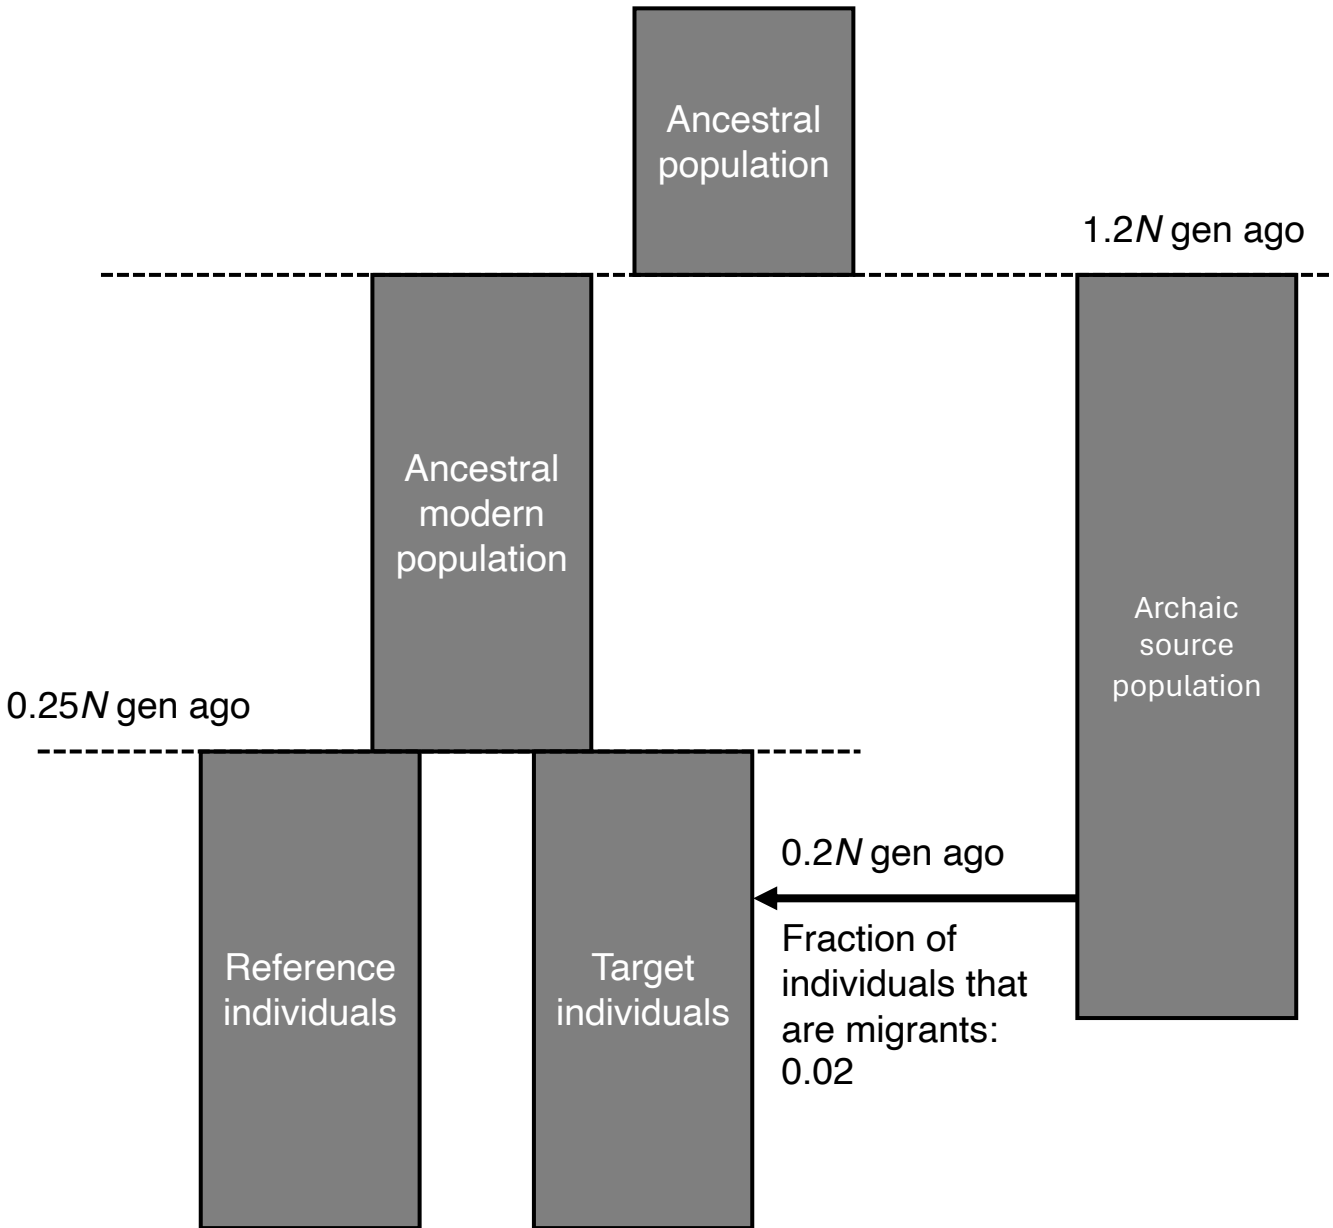 Ancestral
population
1.2N gen ago
Ancestral
modern
population
Archaic
source
population
0.25N gen ago
0.2N gen ago
Fraction of
individuals that
are migrants:
0.02
Reference
individuals
Target
individuals